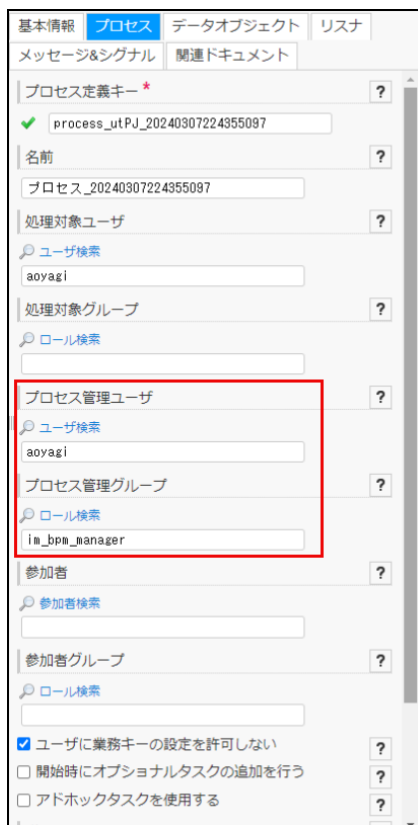 基本情報 プロセス データオブジェクト リスナ
メッセージ&シグナル 関連ドキュメント
プロセス定義キー * ?
process_utPJ_20240307224355097
名前 ?
プロセス_20240307224355097
処理対象ユーザ ?
ユーザ検索
aoyagi
処理対象グループ ?
ロール検索
プロセス管理ユーザ ?
ユーザ検索
aoyagi
プロセス管理グループ ?
ロール検索
im_bpm_manager
参加者 ?
参加者検索
参加者グループ ?
ロール検索
ユーザに業務キーの設定を許可しない ?
開始時にオプショナルタスクの追加を行う ?
アドホックタスクを使用する ?